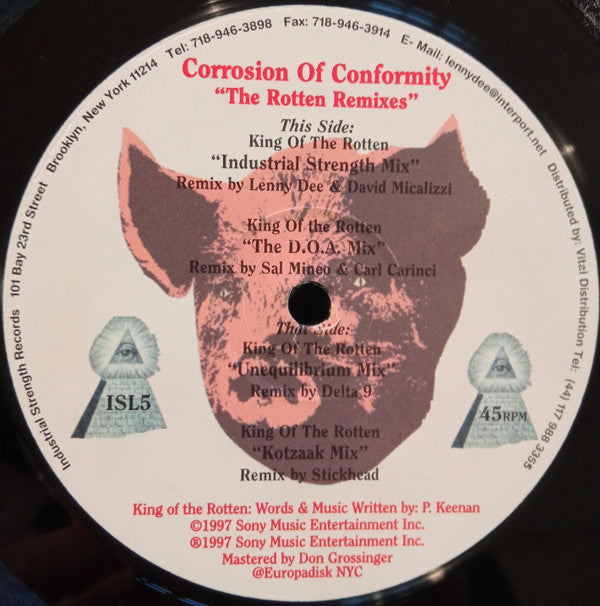 Industrial Strength Records 101 Bay 23rd Street Brooklyn, New York 11214 Tel: 718-946-3898 Fax: 718-946-3914 E- Mail: lennydee@interport.net Distributed by: Vital Distribution Tel: (44) 117 988 3355
Corrosion Of Conformity
“The Rotten Remixes”
This Side:
King Of The Rotten
“Industrial Strength Mix”
Remix by Lenny Dee & David Micalizzi
King Of the Rotten
“The D.O.A. Mix”
Remix by Sal Mineo & Carl Carinci
That Side:
King Of The Rotten
“Unequilibrium Mix”
Remix by Delta 9
King Of The Rotten
“Kotzaak Mix”
Remix by Stickhead
ISL5
45RPM
King of the Rotten: Words & Music Written by: P. Keenan
©1997 Sony Music Entertainment Inc.
®1997 Sony Music Entertainment Inc.
Mastered by Don Grossinger
@Europadisk NYC